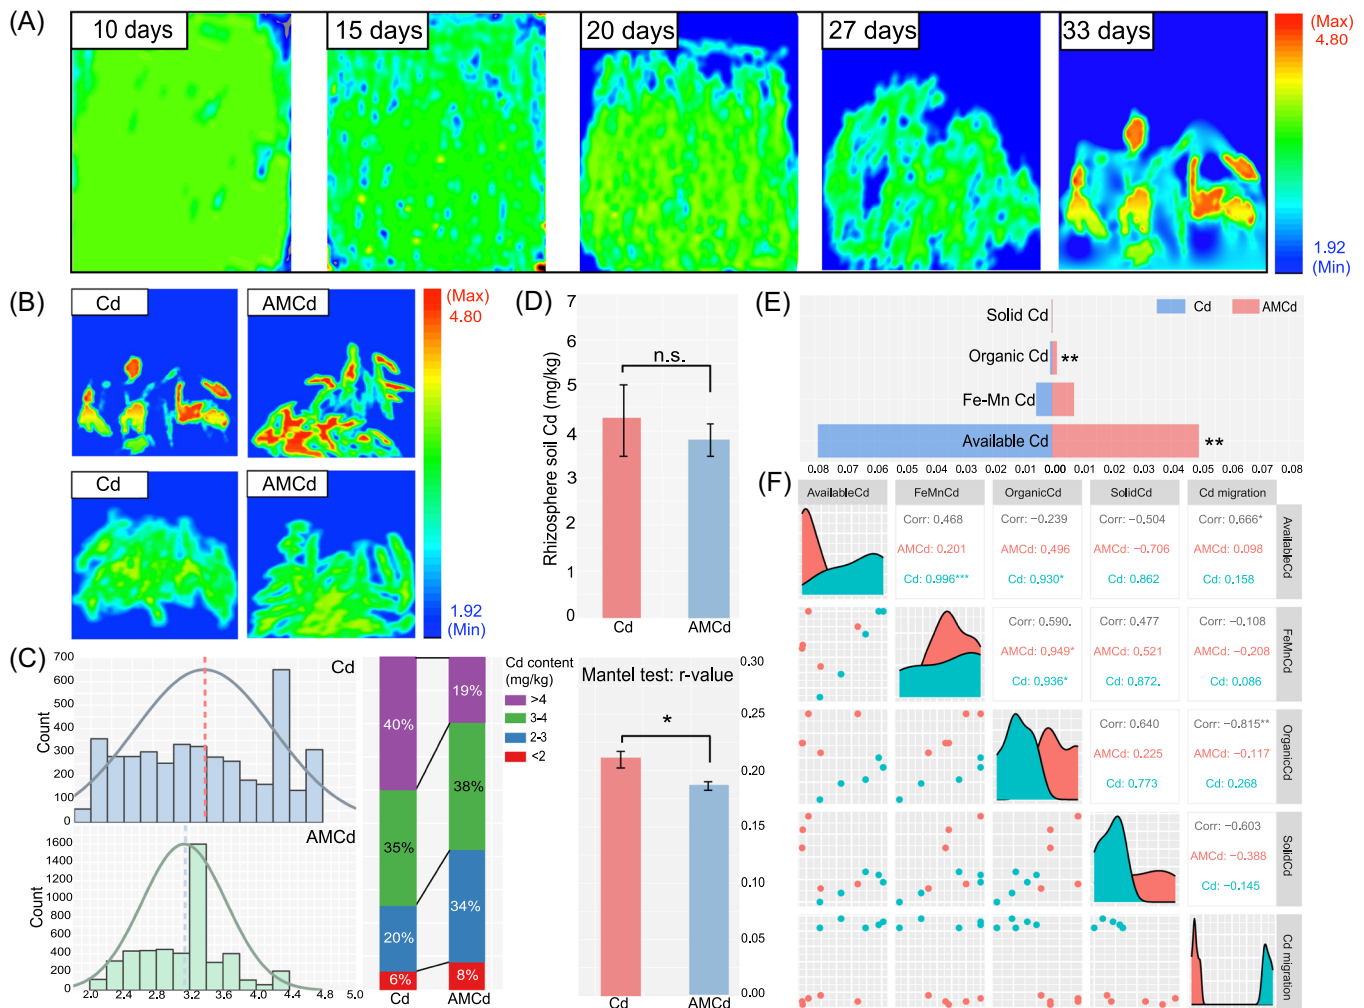 (A)
10 days
15 days
20 days
27 days
33 days
(Max)
4.80
1.92
(Min)
(B)
Cd
AMCd
Cd
AMCd
(Max)
4.80
1.92
(Min)
(C)
Cd
Count
700
600
500
400
300
200
100
0
AMCd
Count
1600
1400
1200
1000
800
600
400
200
0
2.0 2.4 2.8 3.2 3.6 4.0 4.4 4.8 5.0
40%
35%
20%
6%
19%
38%
34%
8%
Cd AMCd
Cd content
(mg/kg)
>4
3-4
2-3
<2
(D)
Rhizosphere soil Cd (mg/kg)
7
6
5
4
3
2
1
0
n.s.
Cd AMCd
Mantel test: r-value
*
0.30
0.25
0.20
0.15
0.10
0.05
0.00
Cd AMCd
(E)
Cd AMCd
Solid Cd
Organic Cd **
Fe-Mn Cd
Available Cd **
0.08 0.07 0.06 0.05 0.04 0.03 0.02 0.01 0.00 0.01 0.02 0.03 0.04 0.05 0.06 0.07 0.08
(F)
AvailableCd FeMnCd OrganicCd SolidCd Cd migration
Corr: 0.468 Corr: −0.239 Corr: −0.504 Corr: 0.666*
AMCd: 0.201 AMCd: 0.496 AMCd: −0.706 AMCd: 0.098
Cd: 0.996*** Cd: 0.930* Cd: 0.862 Cd: 0.158
AvailableCd
Corr: 0.590. Corr: 0.477 Corr: −0.108
AMCd: 0.949* AMCd: 0.521 AMCd: −0.208
Cd: 0.936* Cd: 0.872. Cd: 0.086
FeMnCd
Corr: 0.640 Corr: −0.815**
AMCd: 0.225 AMCd: −0.117
Cd: 0.773 Cd: 0.268
OrganicCd
Corr: −0.603
AMCd: −0.388
Cd: −0.145
SolidCd
Cd migration